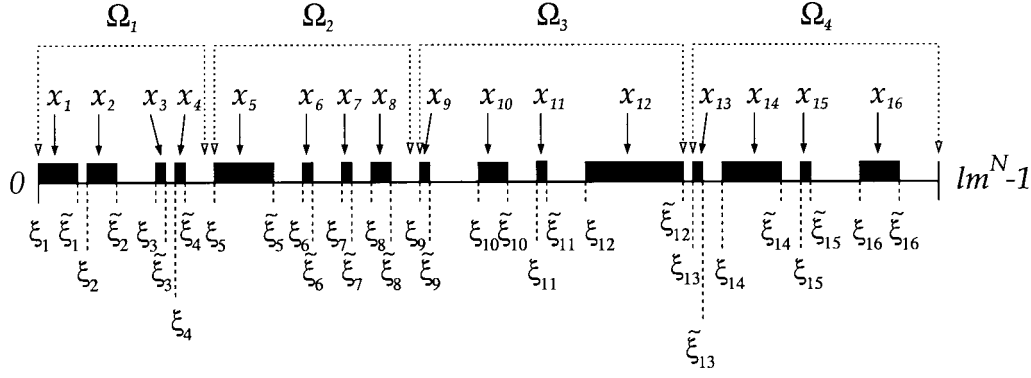 Ω₁ Ω₂ Ω₃ Ω₄
x₁ x₂ x₃ x₄ x₅ x₆ x₇ x₈ x₉ x₁₀ x₁₁ x₁₂ x₁₃ x₁₄ x₁₅ x₁₆
0 lmᴺ-1
ξ₁ ξ̃₁ ξ̃₂ ξ₃ ξ̃₄ ξ₅ ξ̃₅ ξ₆ ξ₇ ξ₈ ξ₉ ξ₁₀ ξ̃₁₀ ξ̃₁₁ ξ₁₂ ξ̃₁₂ ξ̃₁₄ ξ̃₁₅ ξ₁₆ ξ̃₁₆
ξ₂ ξ̃₃ ξ̃₆ ξ̃₇ ξ̃₈ ξ̃₉ ξ₁₁ ξ₁₃ ξ₁₄ ξ₁₅
ξ₄ ξ̃₁₃